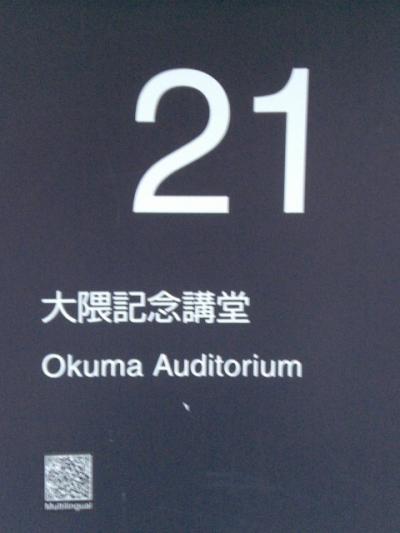 21
大隈記念講堂
Okuma Auditorium
Multilingual